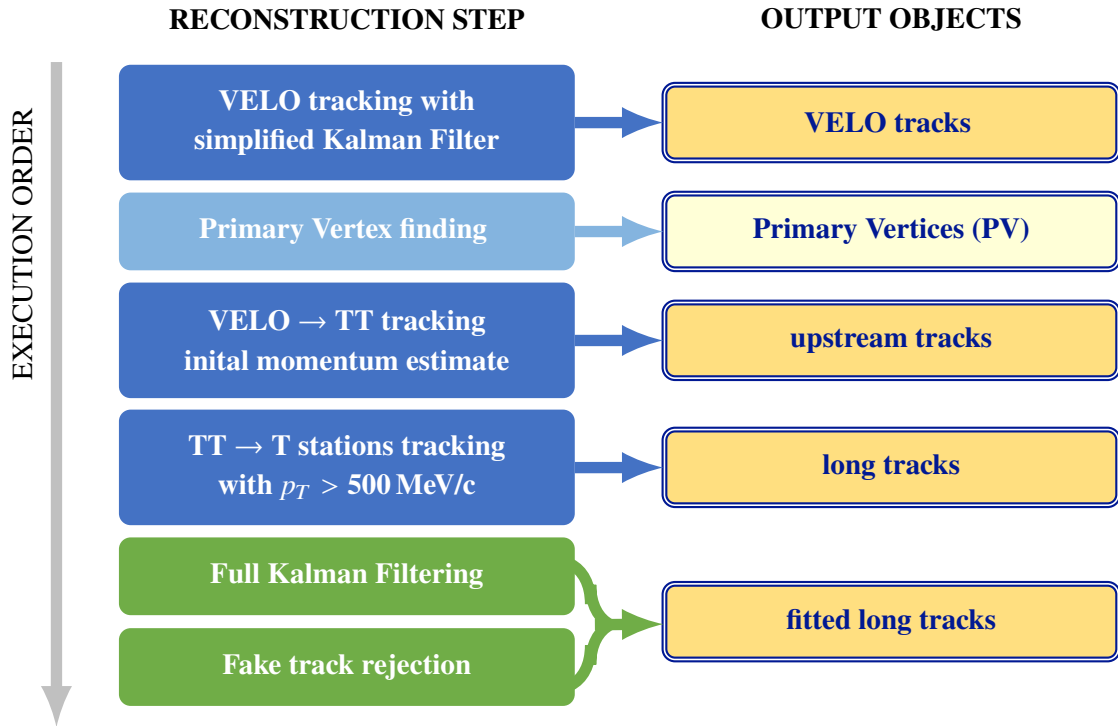 RECONSTRUCTION STEP
OUTPUT OBJECTS
EXECUTION ORDER
VELO tracking with
simplified Kalman Filter
VELO tracks
Primary Vertex finding
Primary Vertices (PV)
VELO → TT tracking
inital momentum estimate
upstream tracks
TT → T stations tracking
with p_T > 500 MeV/c
long tracks
Full Kalman Filtering
Fake track rejection
fitted long tracks